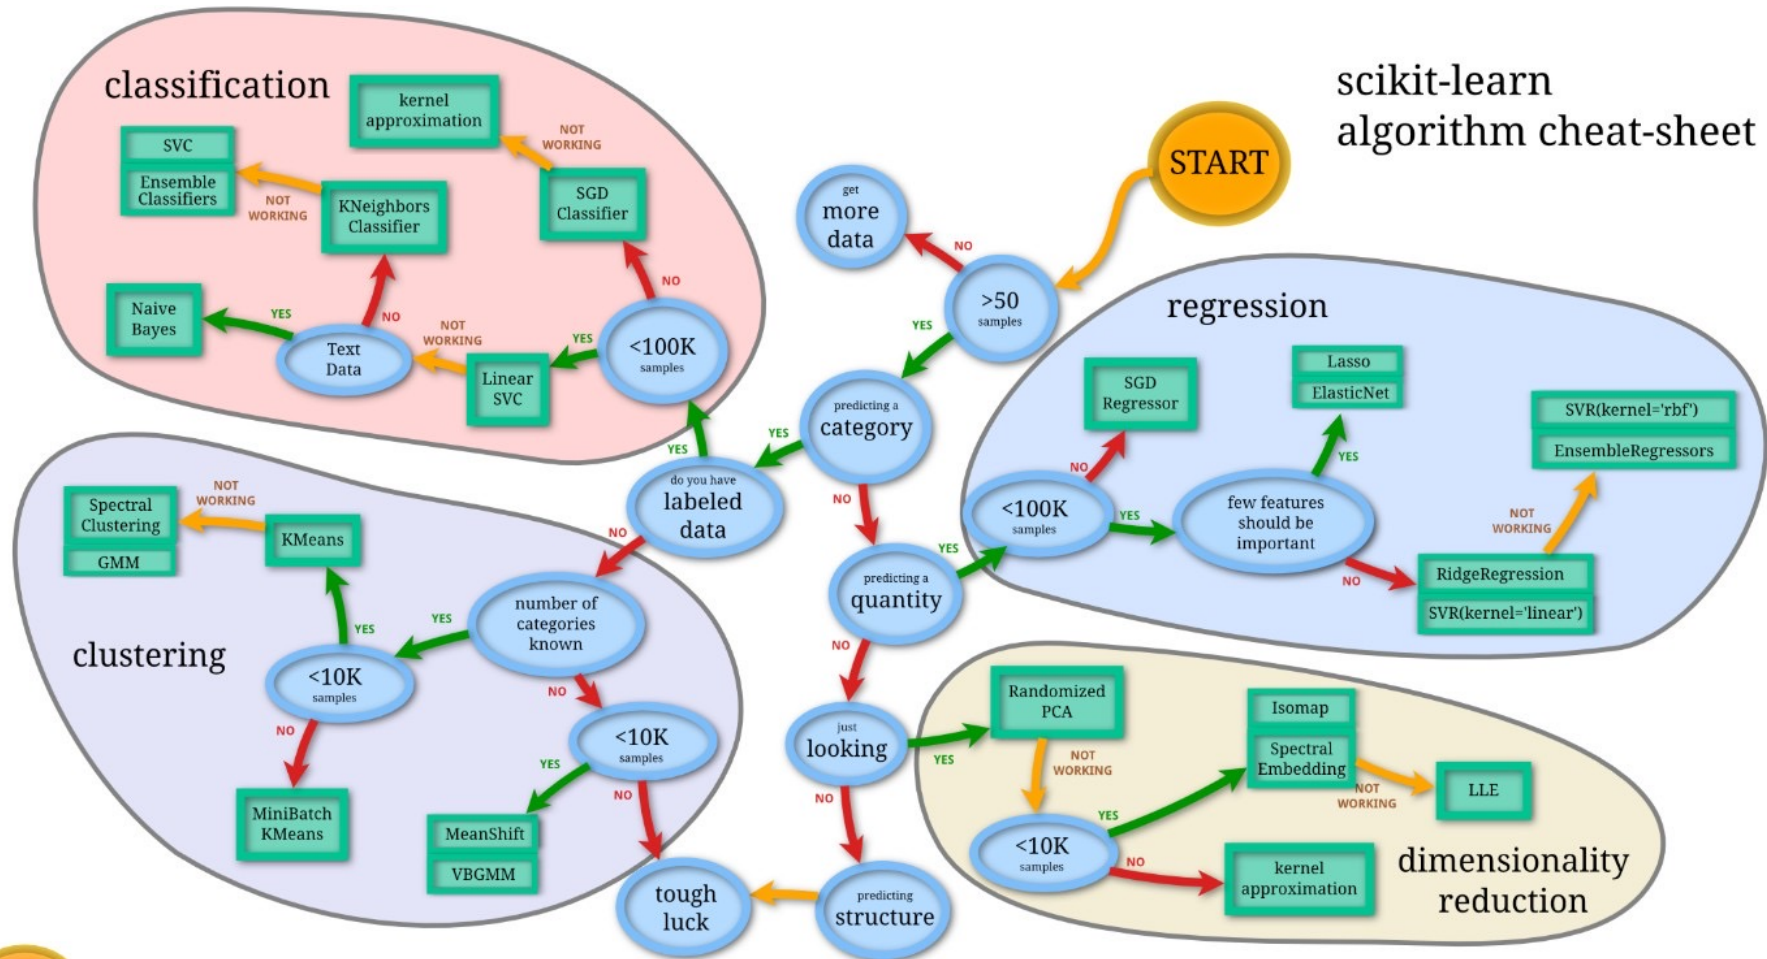 scikit-learn
algorithm cheat-sheet
START
classification
kernel
approximation
NOT
WORKING
SVC
Ensemble
Classifiers
NOT
WORKING
KNeighbors
Classifier
SGD
Classifier
NO
Naive
Bayes
YES
NO
Text
Data
NOT
WORKING
Linear
SVC
YES
<100K
samples
YES
get
more
data
NO
>50
samples
YES
predicting a
category
YES
do you have
labeled
data
NO
NO
predicting a
quantity
YES
NO
just
looking
YES
NO
predicting
structure
tough
luck
regression
SGD
Regressor
Lasso
ElasticNet
SVR(kernel='rbf')
EnsembleRegressors
NO
YES
<100K
samples
YES
few features
should be
important
NOT
WORKING
NO
RidgeRegression
SVR(kernel='linear')
clustering
Spectral
Clustering
GMM
NOT
WORKING
KMeans
number of
categories
known
YES
YES
<10K
samples
NO
NO
<10K
samples
YES
NO
MiniBatch
KMeans
MeanShift
VBGMM
Randomized
PCA
NOT
WORKING
Isomap
Spectral
Embedding
NOT
WORKING
LLE
YES
<10K
samples
NO
kernel
approximation
dimensionality
reduction